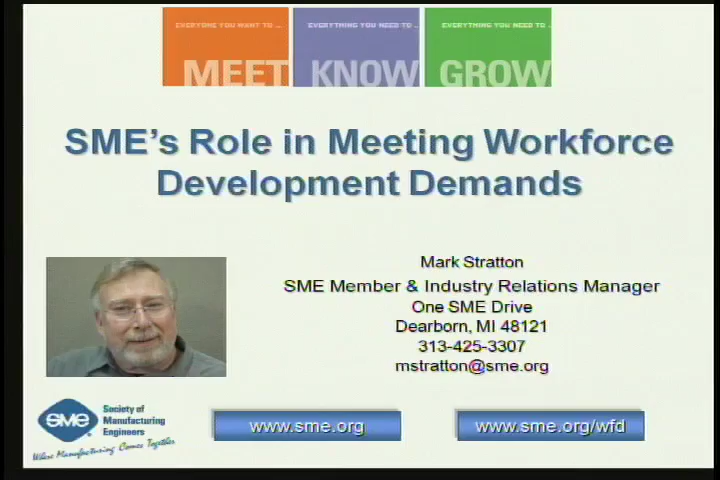 EVERYONE YOU WANT TO ...
MEET
EVERYTHING YOU NEED TO ...
KNOW
EVERYTHING YOU NEED TO ...
GROW
SME's Role in Meeting Workforce
Development Demands
Mark Stratton
SME Member & Industry Relations Manager
One SME Drive
Dearborn, MI 48121
313-425-3307
mstratton@sme.org
SME
Society of
Manufacturing
Engineers
Where Manufacturing Comes Together
www.sme.org
www.sme.org/wfd